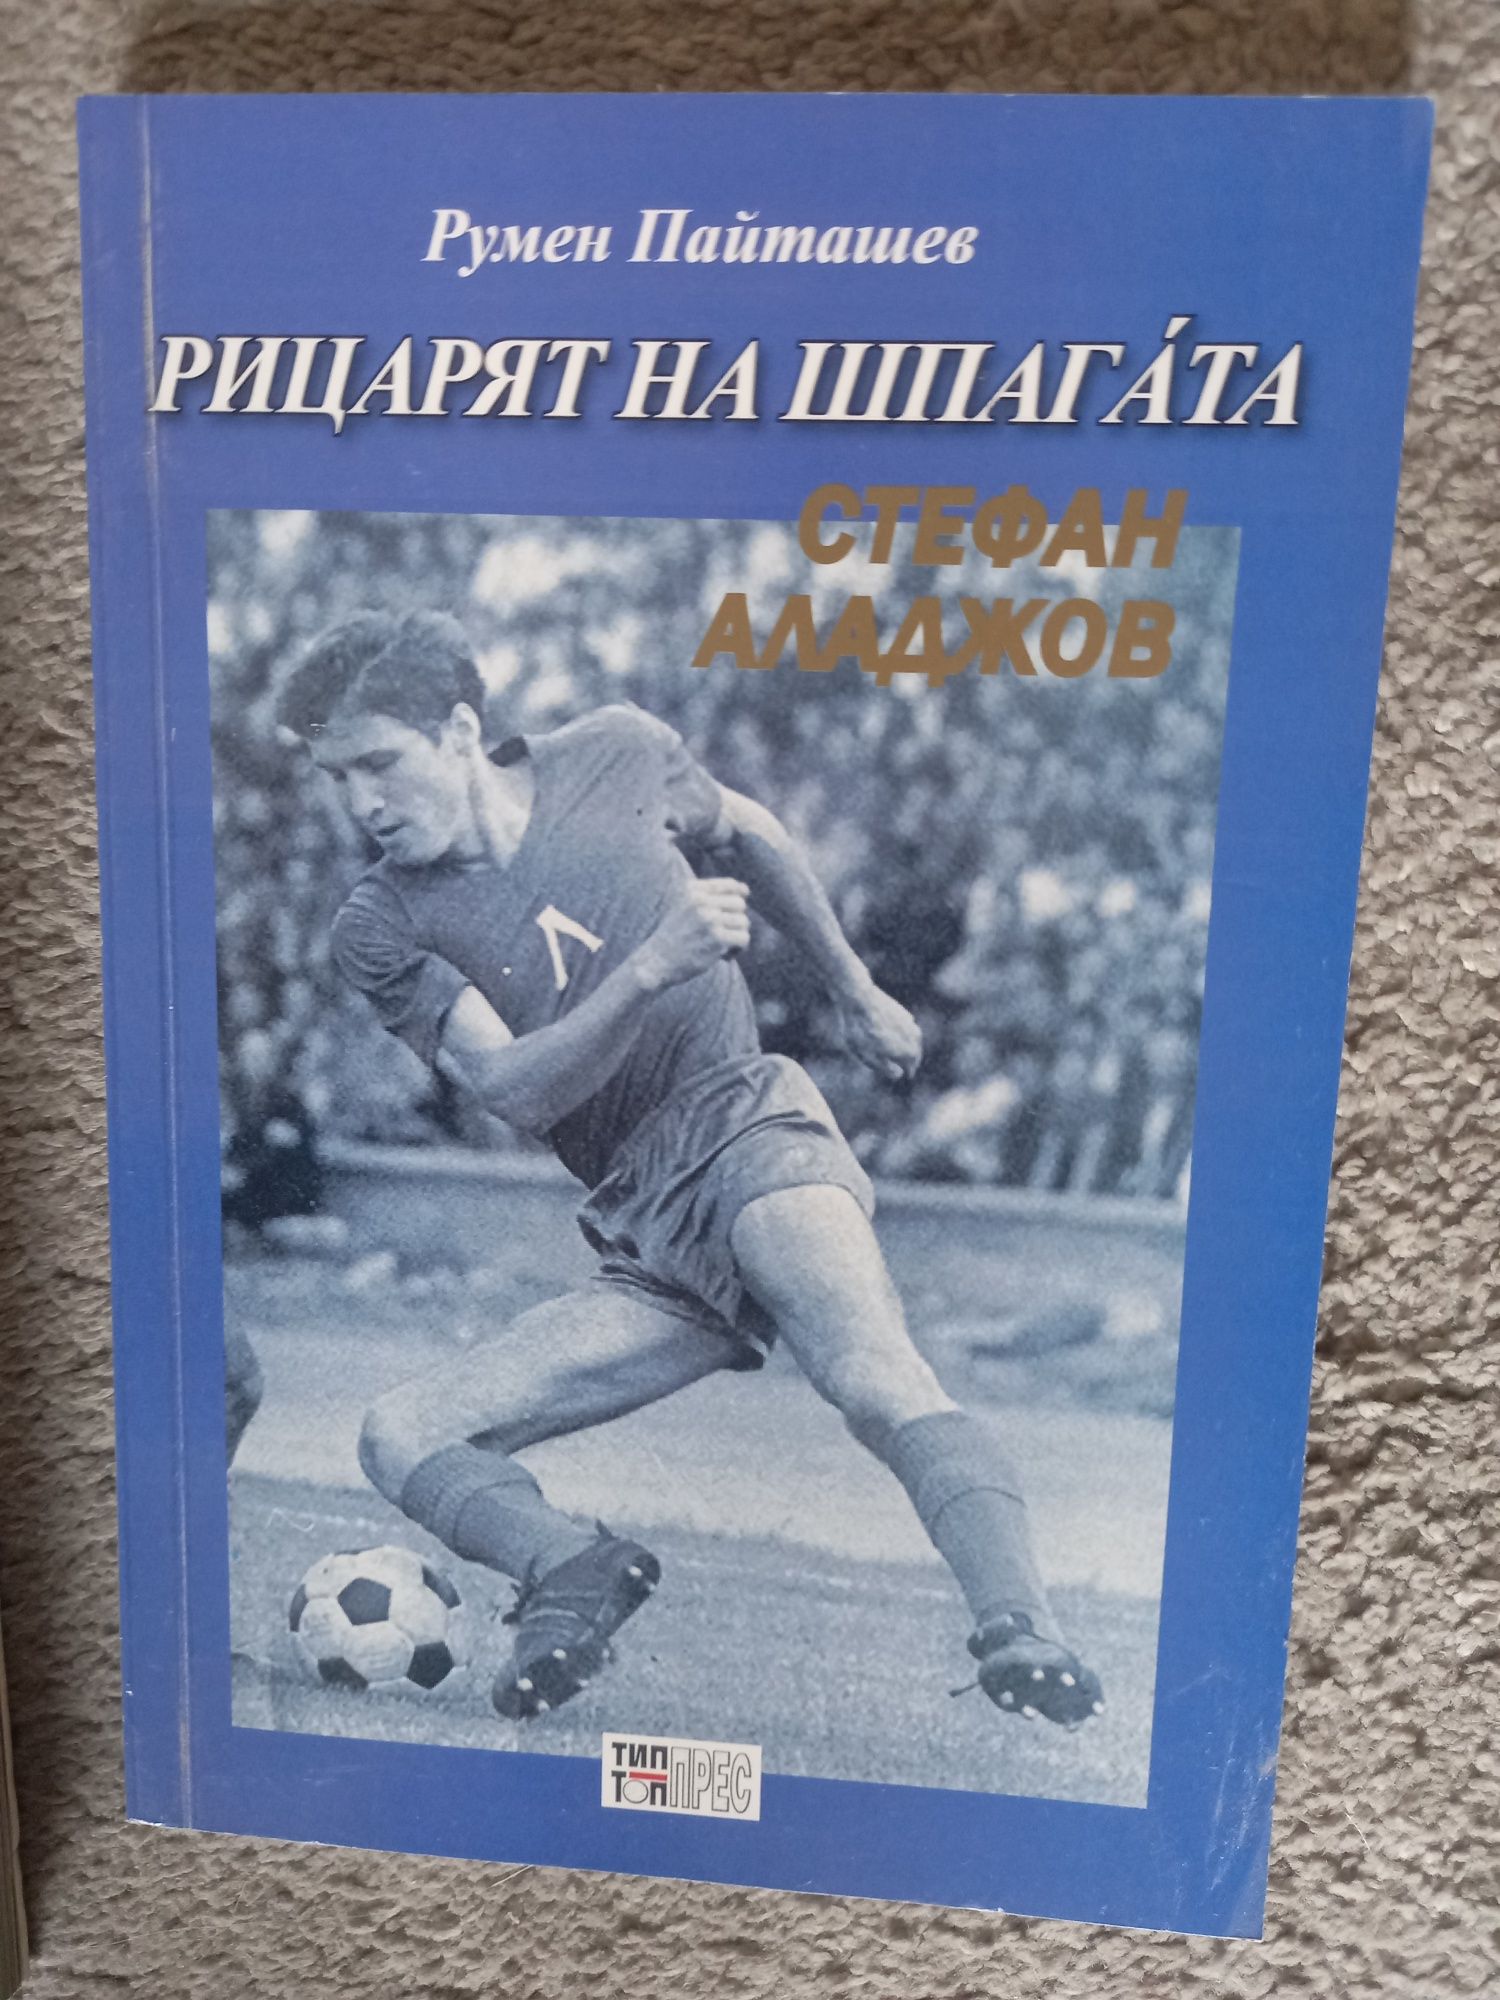 Румен Пайташев
РИЦАРЯТ НА ШПАГА́ТА
СТЕФАН
АЛАДЖОВ
Л
ТИП
ТОП ПРЕС